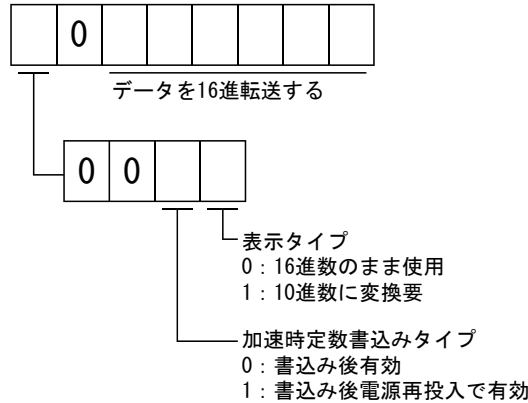 0
データを16進転送する
0 0
表示タイプ
0：16進数のまま使用
1：10進数に変換要
加速時定数書込みタイプ
0：書込み後有効
1：書込み後電源再投入で有効